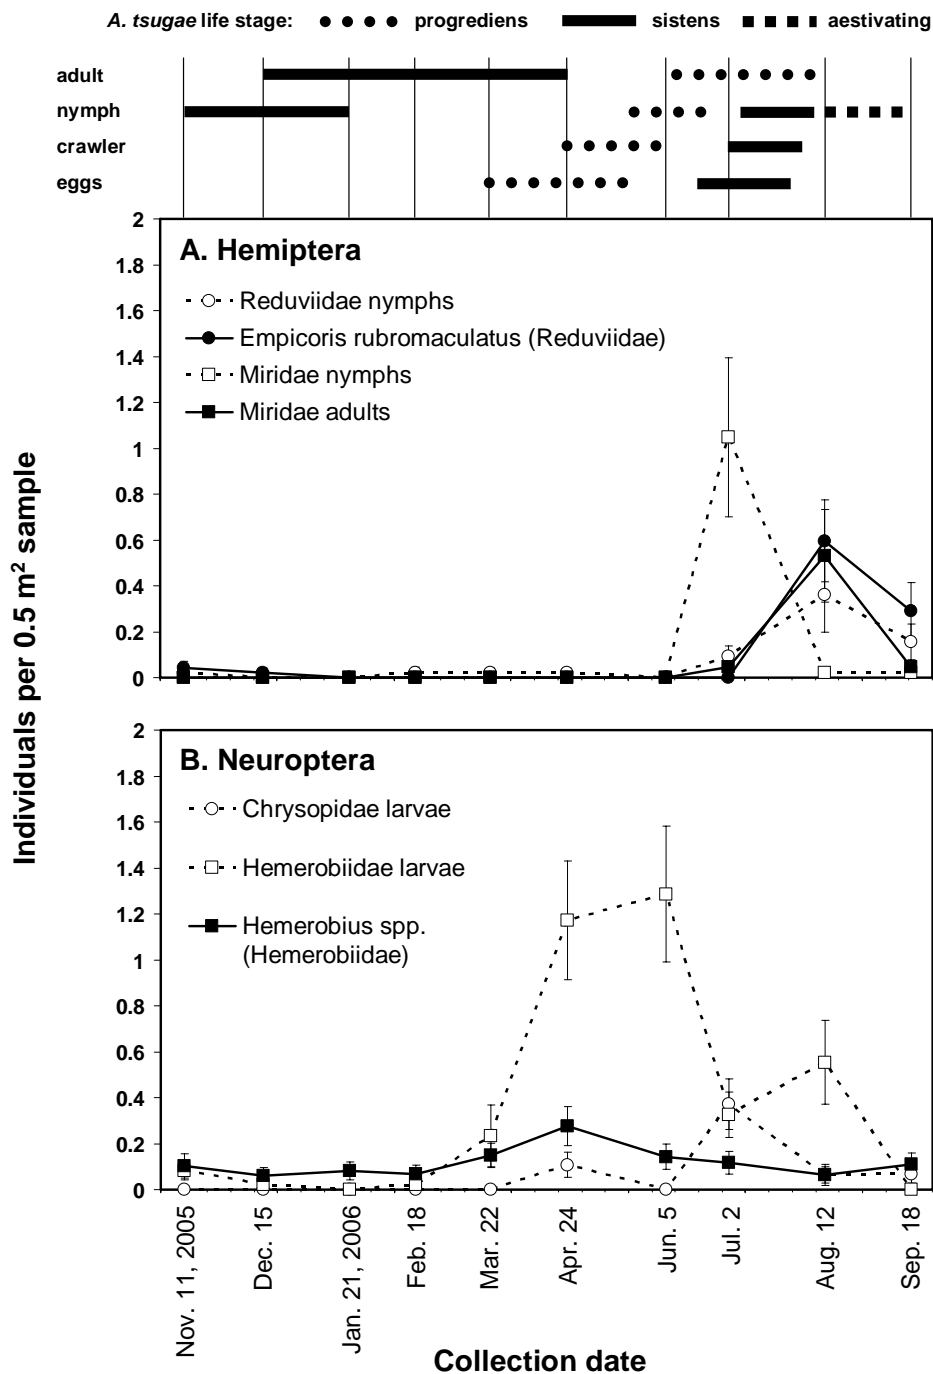 A. tsugae life stage: progrediens sistens aestivating
adult
nymph
crawler
eggs
2
1.8
1.6
1.4
1.2
1
0.8
0.6
0.4
0.2
0
A. Hemiptera
Reduviidae nymphs
Empicoris rubromaculatus (Reduviidae)
Miridae nymphs
Miridae adults
Individuals per 0.5 m² sample
2
1.8
1.6
1.4
1.2
1
0.8
0.6
0.4
0.2
0
B. Neuroptera
Chrysopidae larvae
Hemerobiidae larvae
Hemerobius spp.
(Hemerobiidae)
Nov. 11, 2005
Dec. 15
Jan. 21, 2006
Feb. 18
Mar. 22
Apr. 24
Jun. 5
Jul. 2
Aug. 12
Sep. 18
Collection date